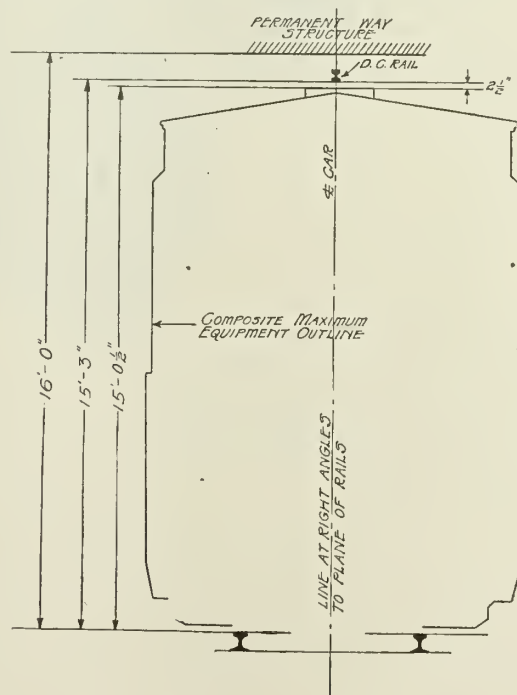 PERMANENT WAY
STRUCTURE
D.C. RAIL
2½"
℄ CAR
COMPOSITE MAXIMUM
EQUIPMENT OUTLINE
16'-0"
15'-3"
15'-0½"
LINE AT RIGHT ANGLES
TO PLANE OF RAILS